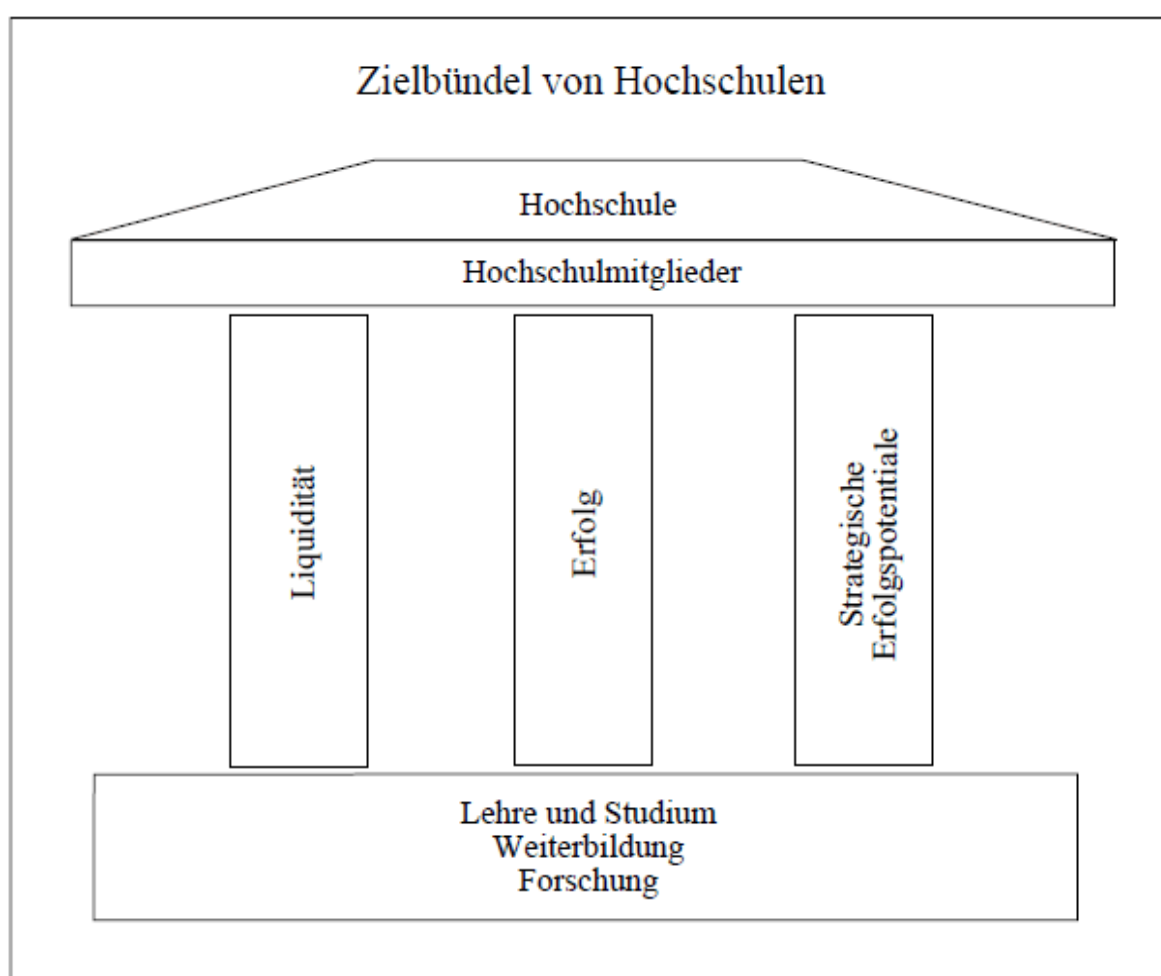 Zielbündel von Hochschulen
Hochschule
Hochschulmitglieder
Liquidität
Erfolg
Strategische
Erfolgspotentiale
Lehre und Studium
Weiterbildung
Forschung